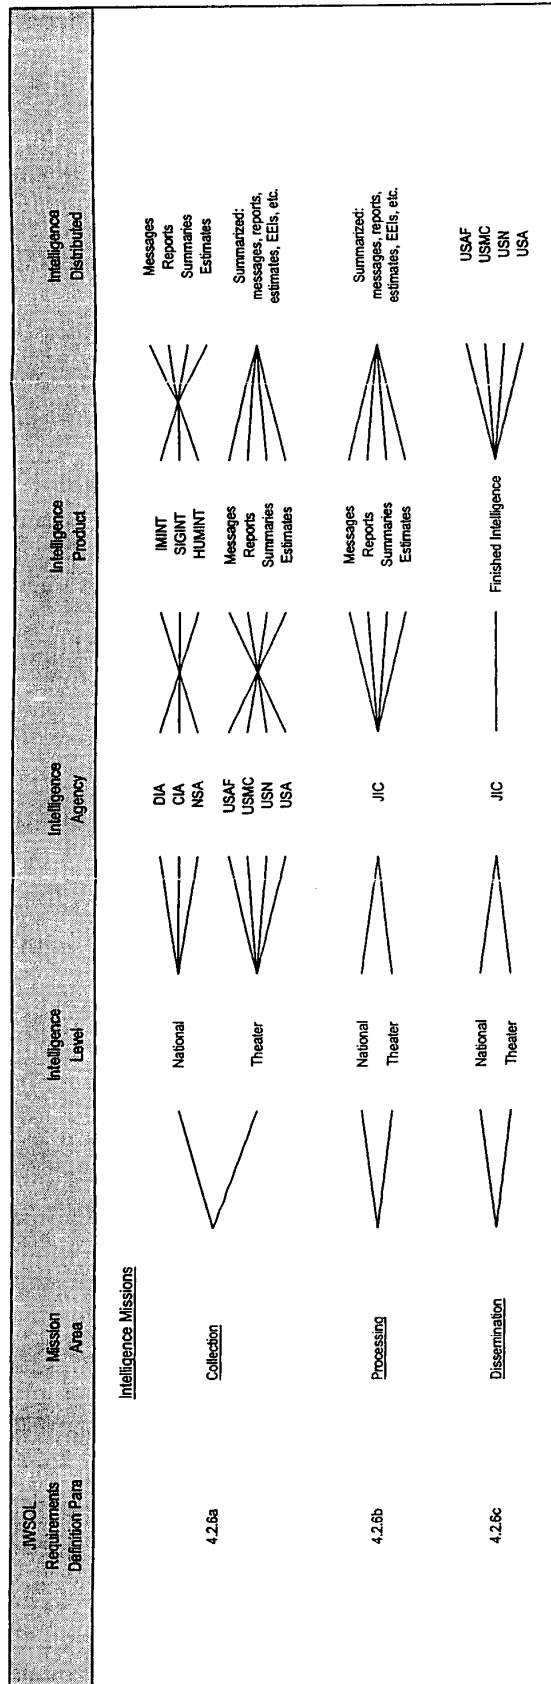 JWSOL
Requirements
Definition Para
Mission
Area
Intelligence
Level
Intelligence
Agency
Intelligence
Product
Intelligence
Distributed
Intelligence Missions
4.2.6a
Collection
National
DIA
CIA
NSA
IMINT
SIGINT
HUMINT
Messages
Reports
Summaries
Estimates
Theater
USAF
USMC
USN
USA
Messages
Reports
Summaries
Estimates
Summarized:
messages, reports,
estimates, EEIs, etc.
4.2.6b
Processing
National
Theater
JIC
Messages
Reports
Summaries
Estimates
Summarized:
messages, reports,
estimates, EEIs, etc.
4.2.6c
Dissemination
National
Theater
JIC
Finished Intelligence
USAF
USMC
USN
USA